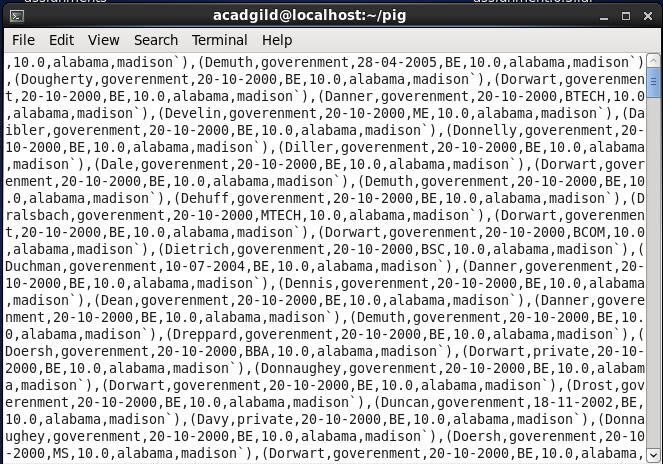 acadgild@localhost:~/pig
File Edit View Search Terminal Help
,10.0,alabama,madison`),(Demuth,goverenment,28-04-2005,BE,10.0,alabama,madison`)
,(Dougherty,goverenment,20-10-2000,BE,10.0,alabama,madison`),(Dorwart,goverenmen
t,20-10-2000,BE,10.0,alabama,madison`),(Danner,goverenment,20-10-2000,BTECH,10.0
,alabama,madison`),(Develin,goverenment,20-10-2000,ME,10.0,alabama,madison`),(Da
ibler,goverenment,20-10-2000,BE,10.0,alabama,madison`),(Donnelly,goverenment,20-
10-2000,BE,10.0,alabama,madison`),(Diller,goverenment,20-10-2000,BE,10.0,alabama
,madison`),(Dale,goverenment,20-10-2000,BE,10.0,alabama,madison`),(Dorwart,gover
enment,20-10-2000,BE,10.0,alabama,madison`),(Demuth,goverenment,20-10-2000,BE,10
.0,alabama,madison`),(Dehuff,goverenment,20-10-2000,BE,10.0,alabama,madison`),(D
ralsbach,goverenment,20-10-2000,MTECH,10.0,alabama,madison`),(Dorwart,goverenmen
t,20-10-2000,BE,10.0,alabama,madison`),(Dorwart,goverenment,20-10-2000,BCOM,10.0
,alabama,madison`),(Dietrich,goverenment,20-10-2000,BSC,10.0,alabama,madison`),(
Duchman,goverenment,10-07-2004,BE,10.0,alabama,madison`),(Danner,goverenment,20-
10-2000,BE,10.0,alabama,madison`),(Dennis,goverenment,20-10-2000,BE,10.0,alabama
,madison`),(Dean,goverenment,20-10-2000,BE,10.0,alabama,madison`),(Danner,govere
nment,20-10-2000,BE,10.0,alabama,madison`),(Demuth,goverenment,20-10-2000,BE,10.
0,alabama,madison`),(Dreppard,goverenment,20-10-2000,BE,10.0,alabama,madison`),(
Doersh,goverenment,20-10-2000,BBA,10.0,alabama,madison`),(Dorwart,private,20-10-
2000,BE,10.0,alabama,madison`),(Donnaughey,goverenment,20-10-2000,BE,10.0,alabam
a,madison`),(Dorwart,goverenment,20-10-2000,BE,10.0,alabama,madison`),(Drost,gov
erenment,20-10-2000,BE,10.0,alabama,madison`),(Duncan,goverenment,18-11-2002,BE,
10.0,alabama,madison`),(Davy,private,20-10-2000,BE,10.0,alabama,madison`),(Donna
ughey,goverenment,20-10-2000,BE,10.0,alabama,madison`),(Doersh,goverenment,20-10
-2000,MS,10.0,alabama,madison`),(Dorwart,goverenment,20-10-2000,BE,10.0,alabama,